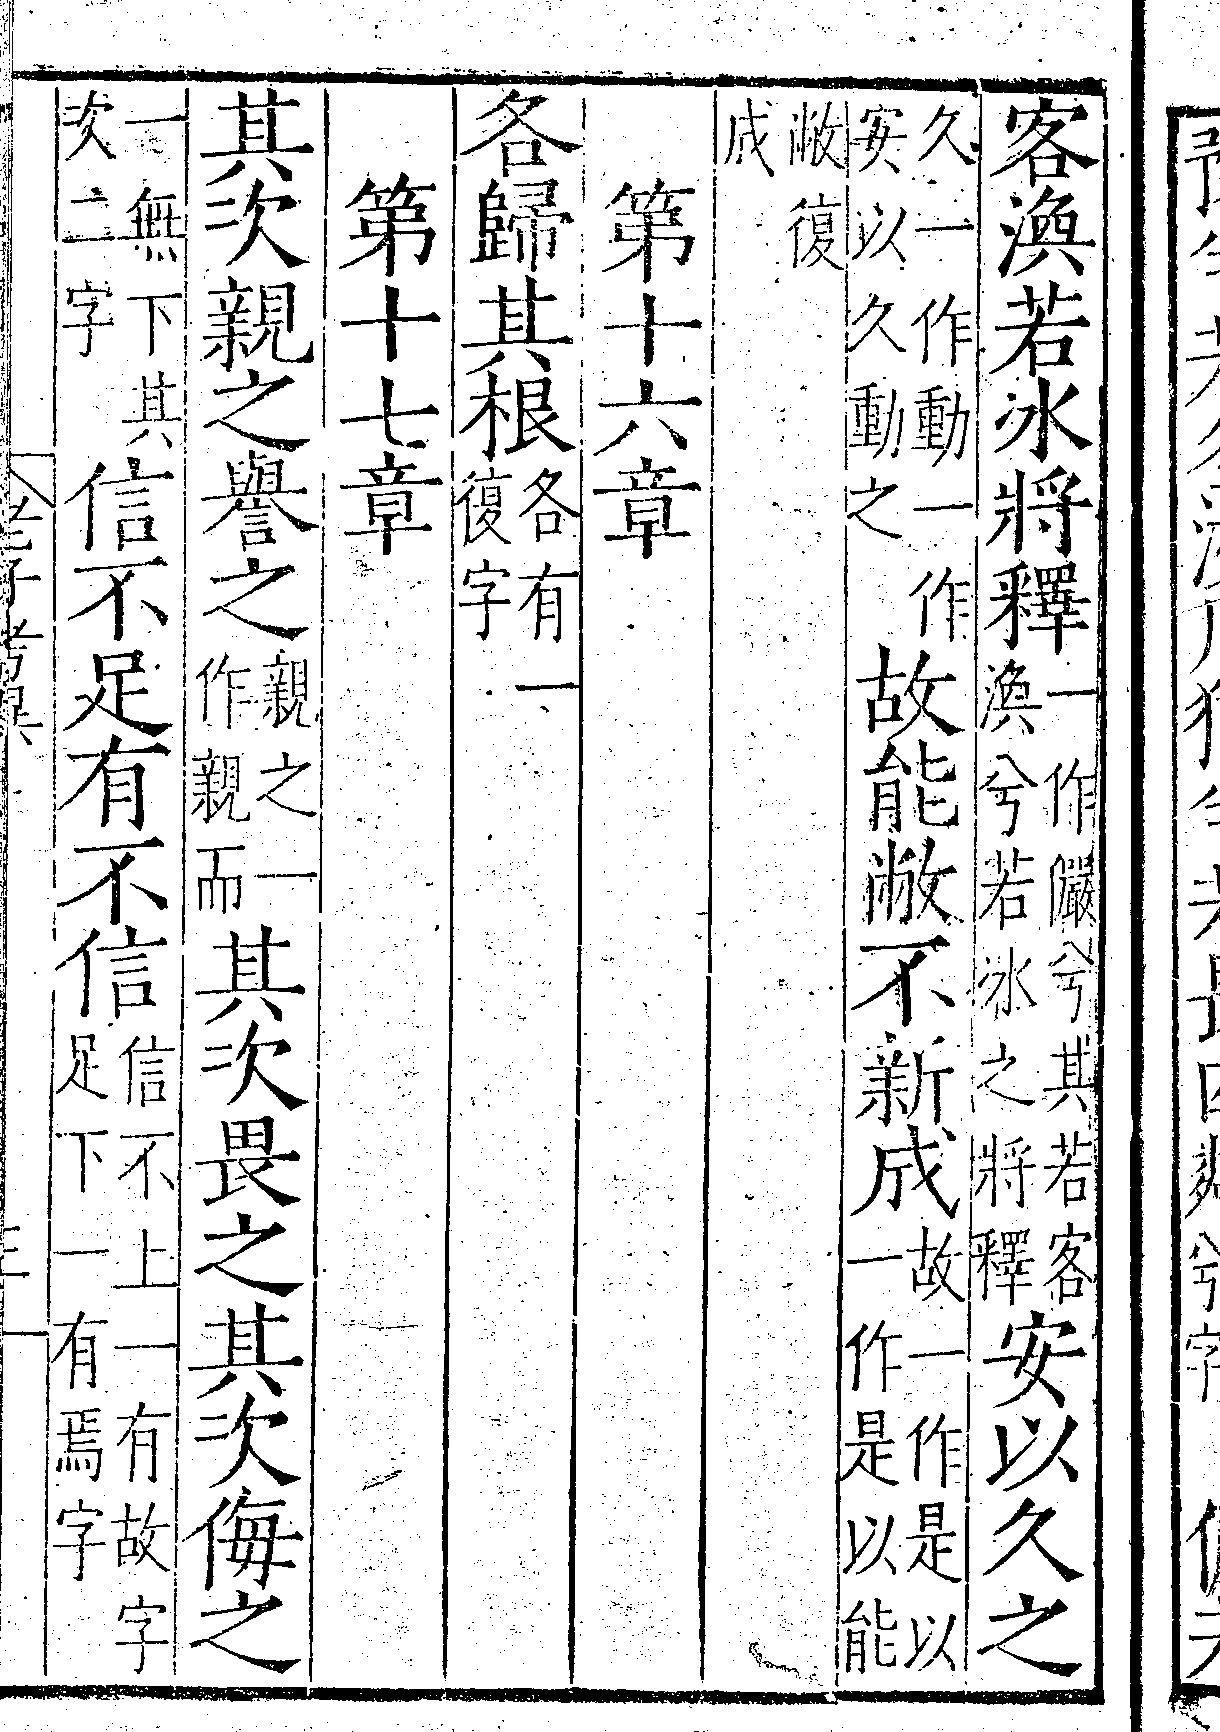 客渙若冰將釋一作儼兮其若客渙兮若冰之將釋安以久之
久一作動一作安以久動之故能敝不新成故一作是以一作是以能
敝復成
第十六章
各歸其根各有一復字
第十七章
其次親之譽之親之一作親而其次畏之其次侮之
一無下其次二字信不足有不信信不上一有故字足下一有焉字
老子考異